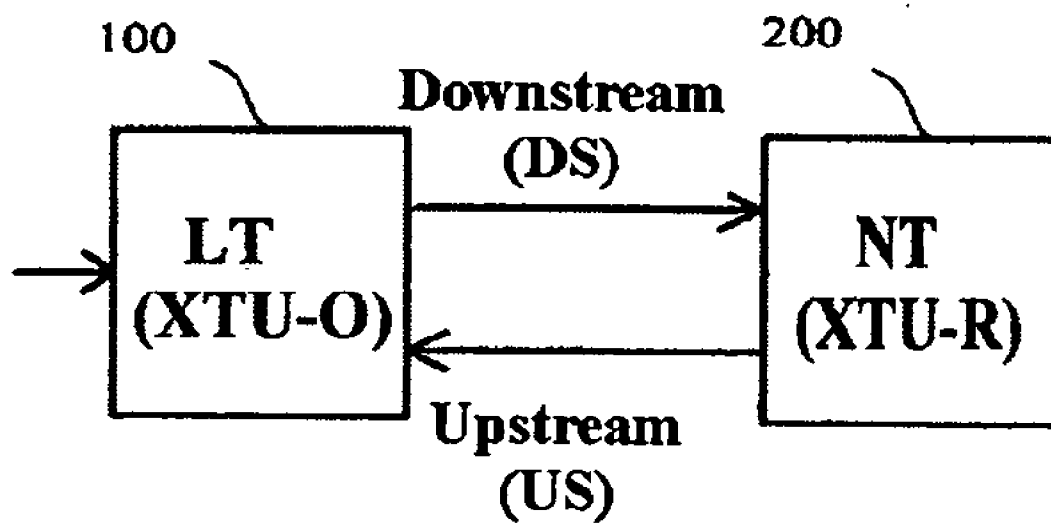 100
200
Downstream
(DS)
LT
(XTU-O)
NT
(XTU-R)
Upstream
(US)